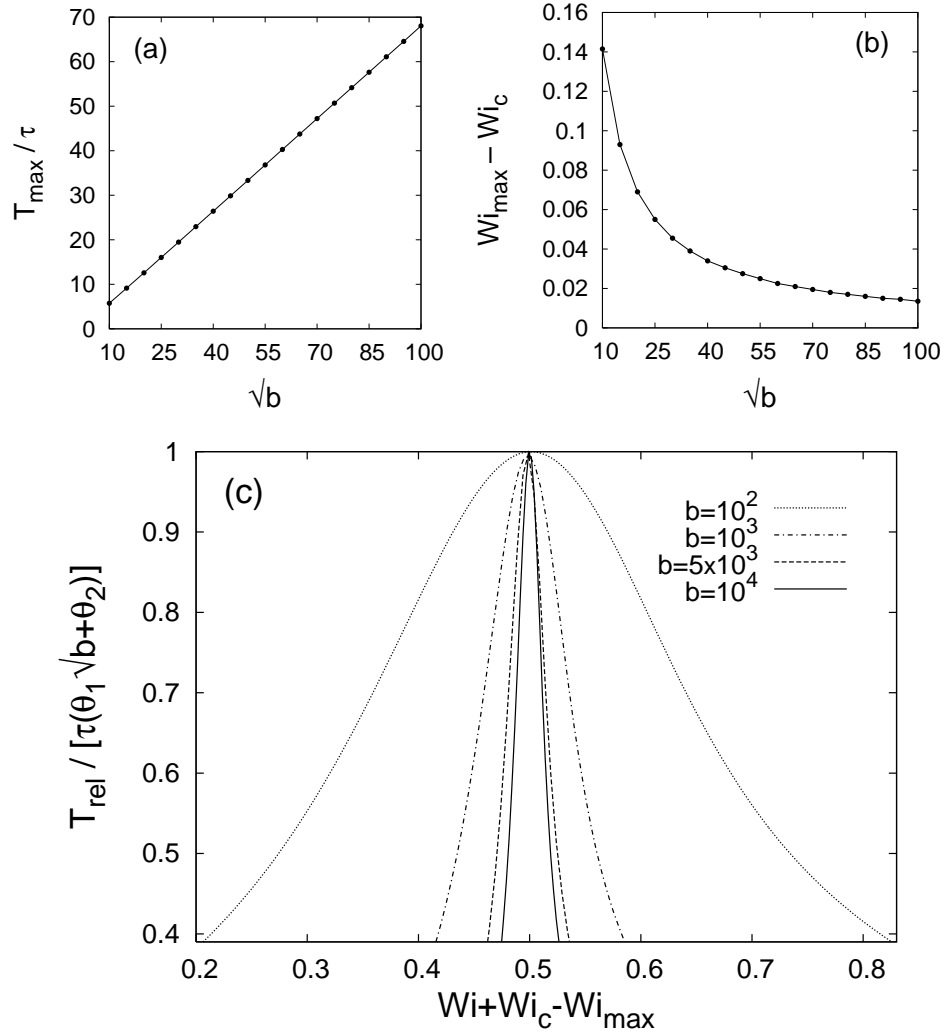 (a)
T_max / τ
70
60
50
40
30
20
10
0
10 25 40 55 70 85 100
√b
(b)
Wi_max − Wi_c
0.16
0.14
0.12
0.1
0.08
0.06
0.04
0.02
0
10 25 40 55 70 85 100
√b
(c)
T_rel / [τ(θ_1√b+θ_2)]
1
0.9
0.8
0.7
0.6
0.5
0.4
b=10^2
b=10^3
b=5x10^3
b=10^4
0.2 0.3 0.4 0.5 0.6 0.7 0.8
Wi+Wi_c-Wi_max